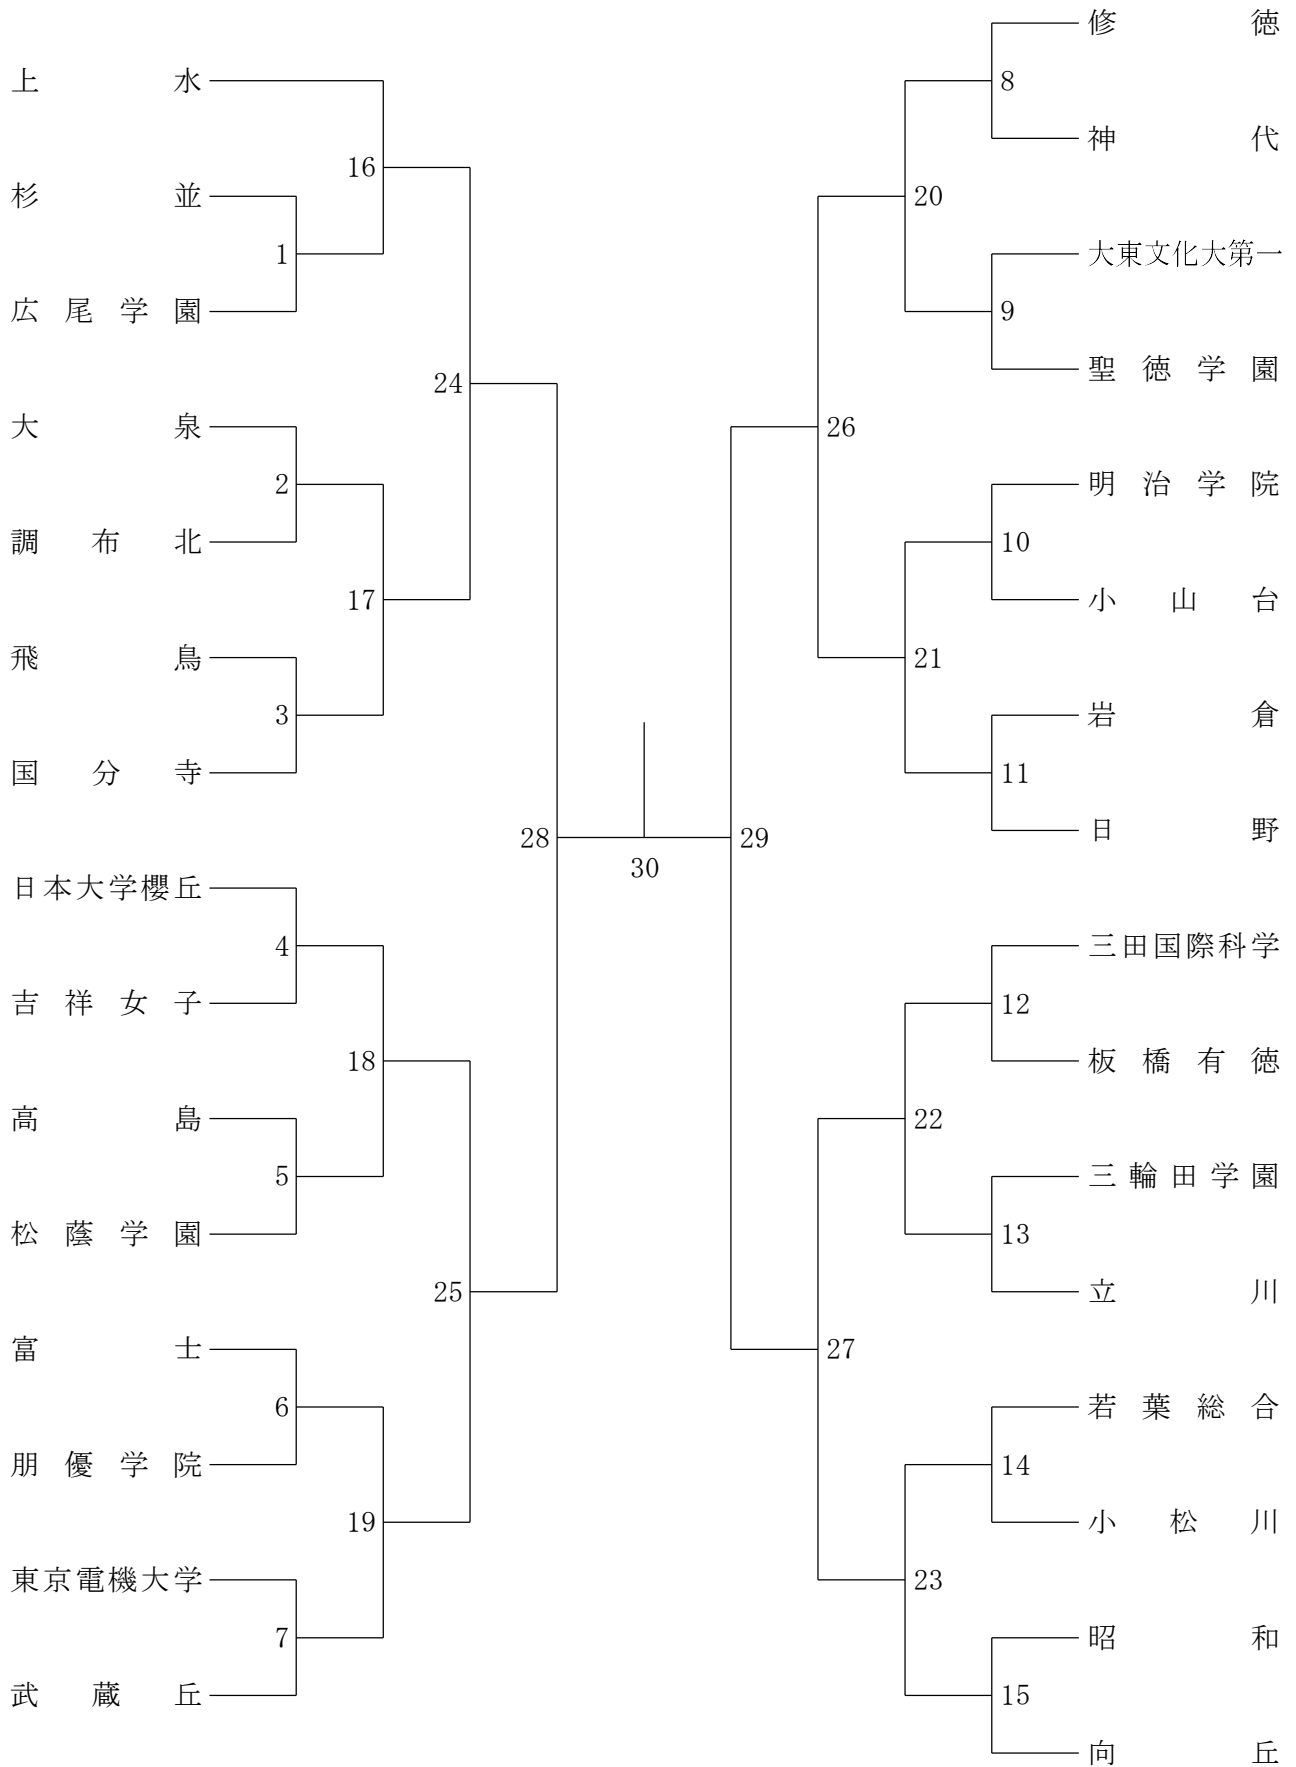 上水
杉並
広尾学園
大泉
調布北
飛鳥
国分寺
日本大学櫻丘
吉祥女子
高島
松蔭学園
富士
朋優学院
東京電機大学
武蔵丘
1
2
3
4
5
6
7
16
17
18
19
24
25
28
30
29
26
27
20
21
22
23
8
9
10
11
12
13
14
15
修徳
神代
大東文化大第一
聖徳学園
明治学院
小山台
岩倉
日野
三田国際科学
板橋有徳
三輪田学園
立川
若葉総合
小松川
昭和
向丘